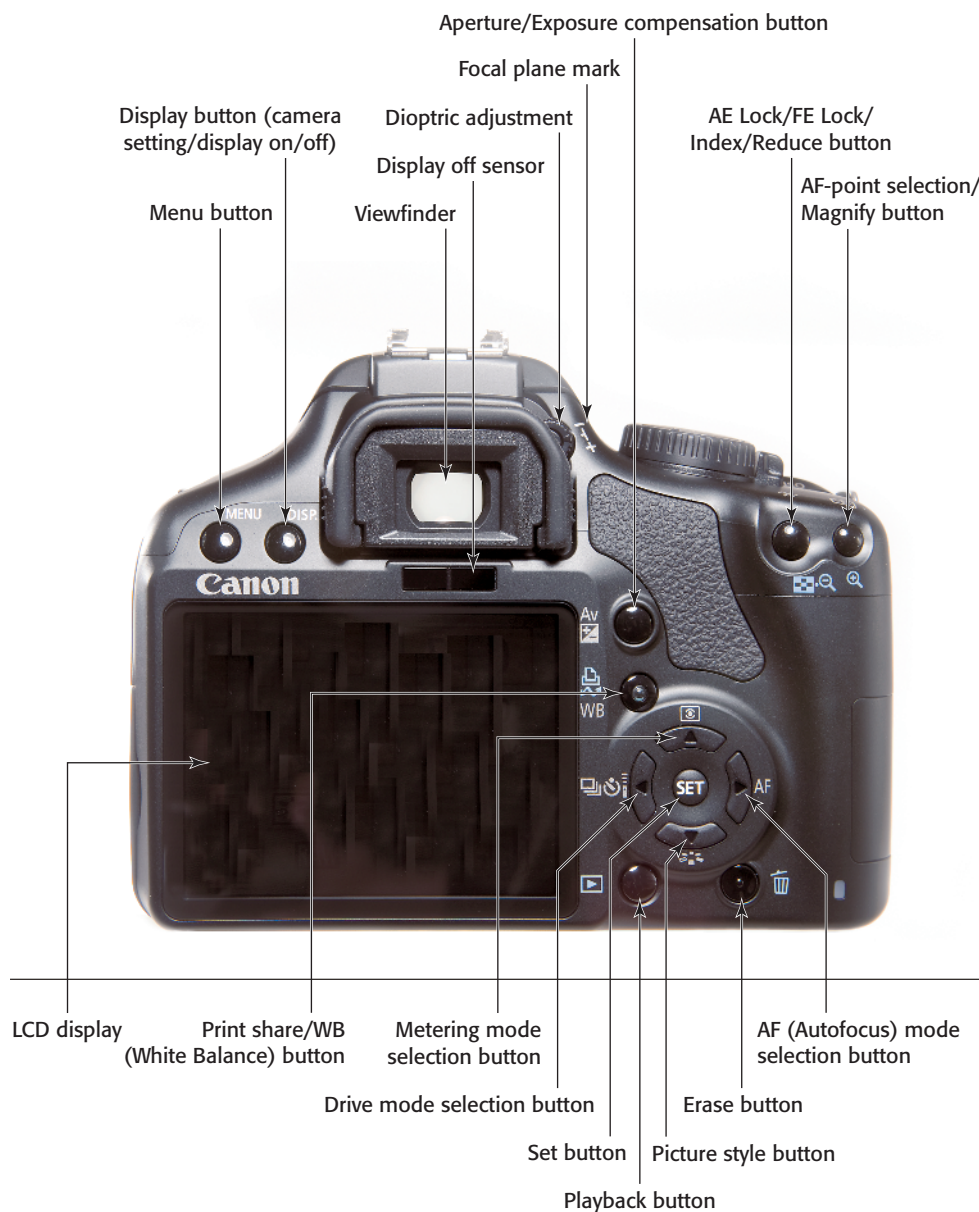 Aperture/Exposure compensation button
Focal plane mark
Display button (camera
setting/display on/off)
Dioptric adjustment
AE Lock/FE Lock/
Index/Reduce button
Display off sensor
AF-point selection/
Magnify button
Menu button
Viewfinder
MENU
DISP.
Canon
Av
WB
SET
AF
LCD display
Print share/WB
(White Balance) button
Metering mode
selection button
AF (Autofocus) mode
selection button
Drive mode selection button
Erase button
Set button
Picture style button
Playback button